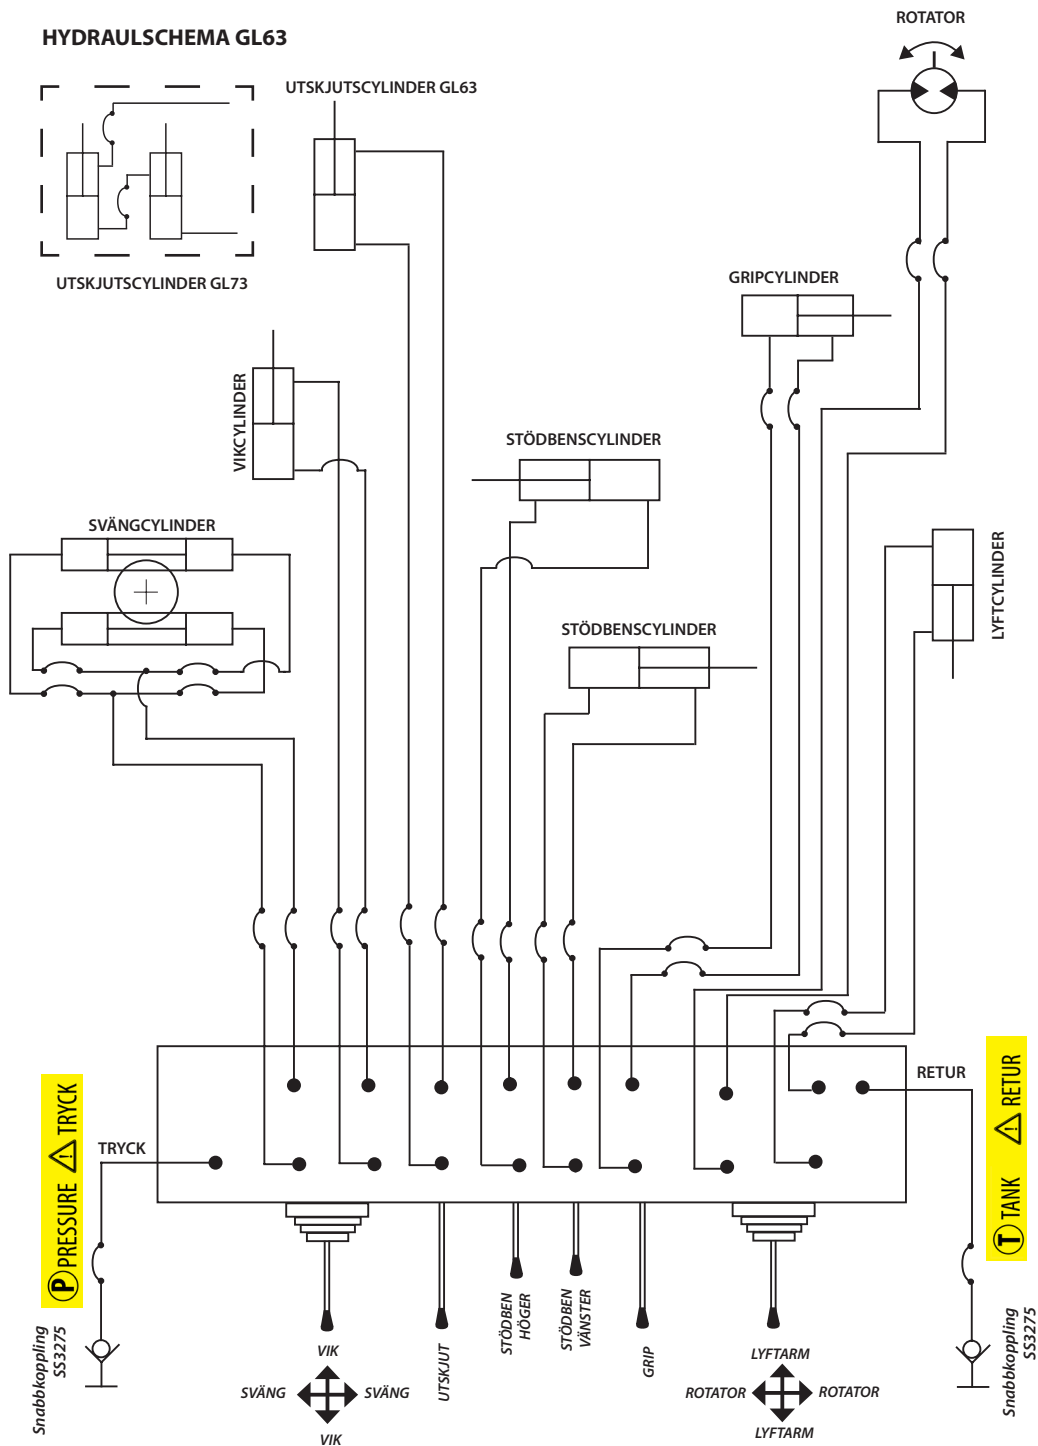 HYDRAULSCHEMA GL63
ROTATOR
UTSKJUTSCYLINDER GL63
UTSKJUTSCYLINDER GL73
GRIPCYLINDER
VIKCYLINDER
STÖDBENSCYLINDER
SVÄNGCYLINDER
LYFTCYLINDER
STÖDBENSCYLINDER
RETUR
TRYCK
P PRESSURE ⚠ TRYCK
T TANK ⚠ RETUR
Snabbkoppling
SS3275
VIK
SVÄNG
SVÄNG
VIK
UTSKJUT
STÖDBEN
HÖGER
STÖDBEN
VÄNSTER
GRIP
LYFTARM
ROTATOR
ROTATOR
LYFTARM
Snabbkoppling
SS3275